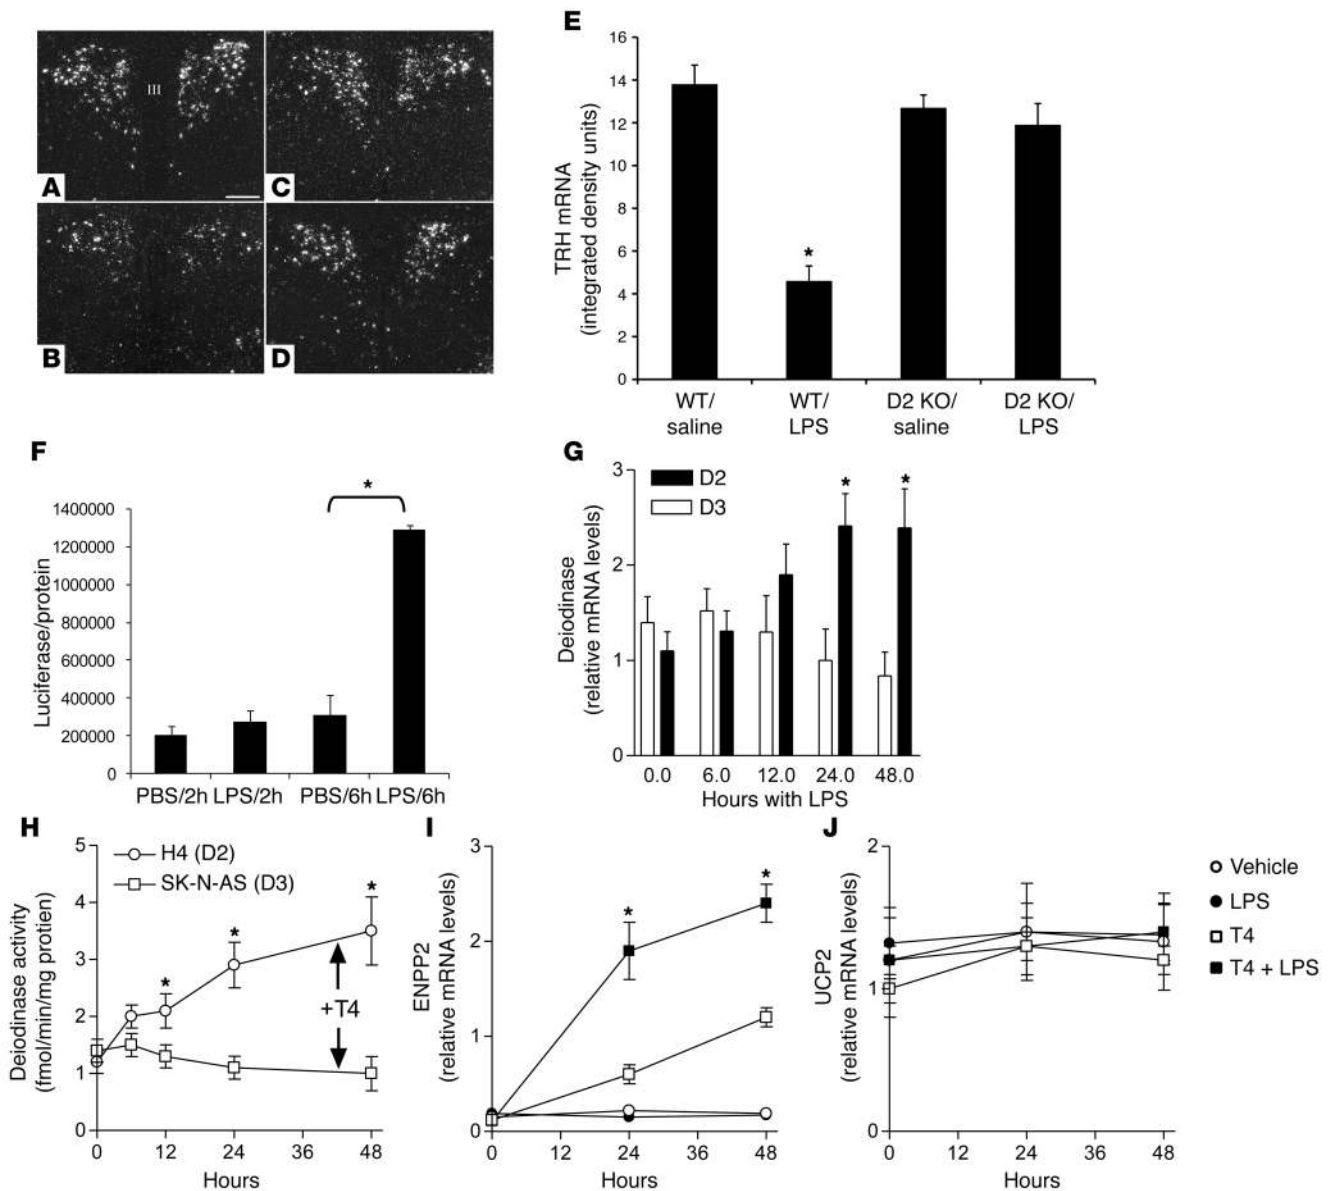 A
III
C
B
D
E
TRH mRNA
(integrated density units)
16
14
12
10
8
6
4
2
0
*
WT/
saline
WT/
LPS
D2 KO/
saline
D2 KO/
LPS
F
Luciferase/protein
1400000
1200000
1000000
800000
600000
400000
200000
0
*
PBS/2h LPS/2h PBS/6h LPS/6h
G
Deiodinase
(relative mRNA levels)
3
2
1
0
D2
D3
* *
0.0 6.0 12.0 24.0 48.0
Hours with LPS
H
Deiodinase activity
(fmol/min/mg protien)
5
4
3
2
1
0
H4 (D2)
SK-N-AS (D3)
* * *
+T4
0 12 24 36 48
Hours
I
ENPP2
(relative mRNA levels)
3
2
1
0
* *
0 12 24 36 48
Hours
J
UCP2
(relative mRNA levels)
2
1
0
0 12 24 36 48
Hours
Vehicle
LPS
T4
T4 + LPS